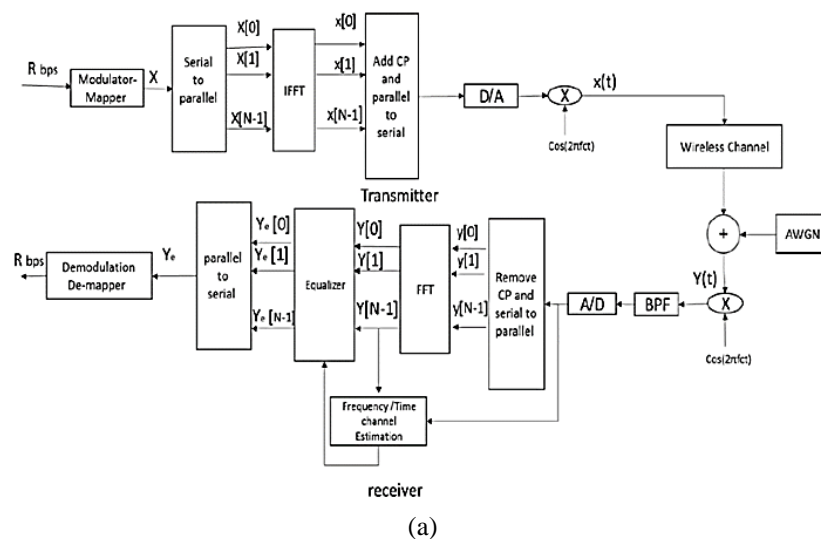 R bps
Modulator-
Mapper
X
Serial
to
parallel
X[0]
X[1]
X[N-1]
IFFT
x[0]
x[1]
x[N-1]
Add CP
and
parallel
to
serial
D/A
X
x(t)
Cos(2πfct)
Wireless Channel
Transmitter
+
AWGN
Y(t)
X
Cos(2πfct)
BPF
A/D
Remove
CP and
serial to
parallel
y[0]
y[1]
y[N-1]
FFT
Y[0]
Y[1]
Y[N-1]
Equalizer
Ye [0]
Ye [1]
Ye [N-1]
parallel
to
serial
Ye
Demodulation
De-mapper
R bps
Frequency/Time
channel
Estimation
receiver
(a)